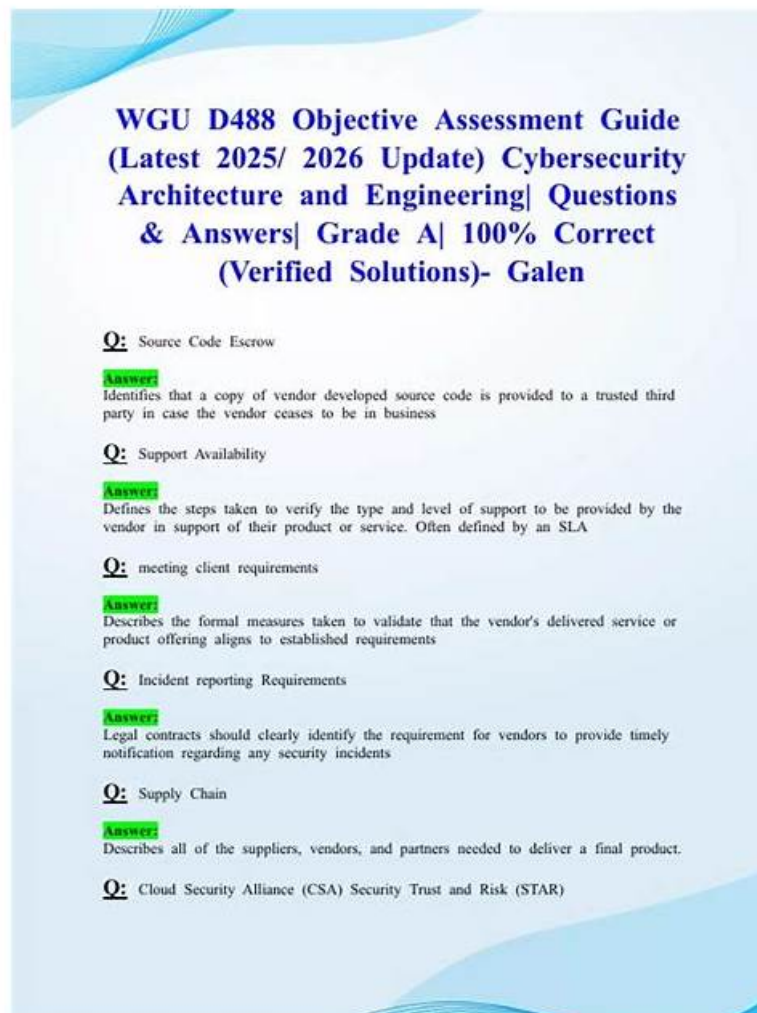 WGU D488 Objective Assessment Guide
(Latest 2025/ 2026 Update) Cybersecurity
Architecture and Engineering| Questions
& Answers| Grade A| 100% Correct
(Verified Solutions)- Galen
Q: Source Code Escrow
Answer:
Identifies that a copy of vendor developed source code is provided to a trusted third
party in case the vendor ceases to be in business
Q: Support Availability
Answer:
Defines the steps taken to verify the type and level of support to be provided by the
vendor in support of their product or service. Often defined by an SLA
Q: meeting client requirements
Answer:
Describes the formal measures taken to validate that the vendor's delivered service or
product offering aligns to established requirements
Q: Incident reporting Requirements
Answer:
Legal contracts should clearly identify the requirement for vendors to provide timely
notification regarding any security incidents
Q: Supply Chain
Answer:
Describes all of the suppliers, vendors, and partners needed to deliver a final product.
Q: Cloud Security Alliance (CSA) Security Trust and Risk (STAR)